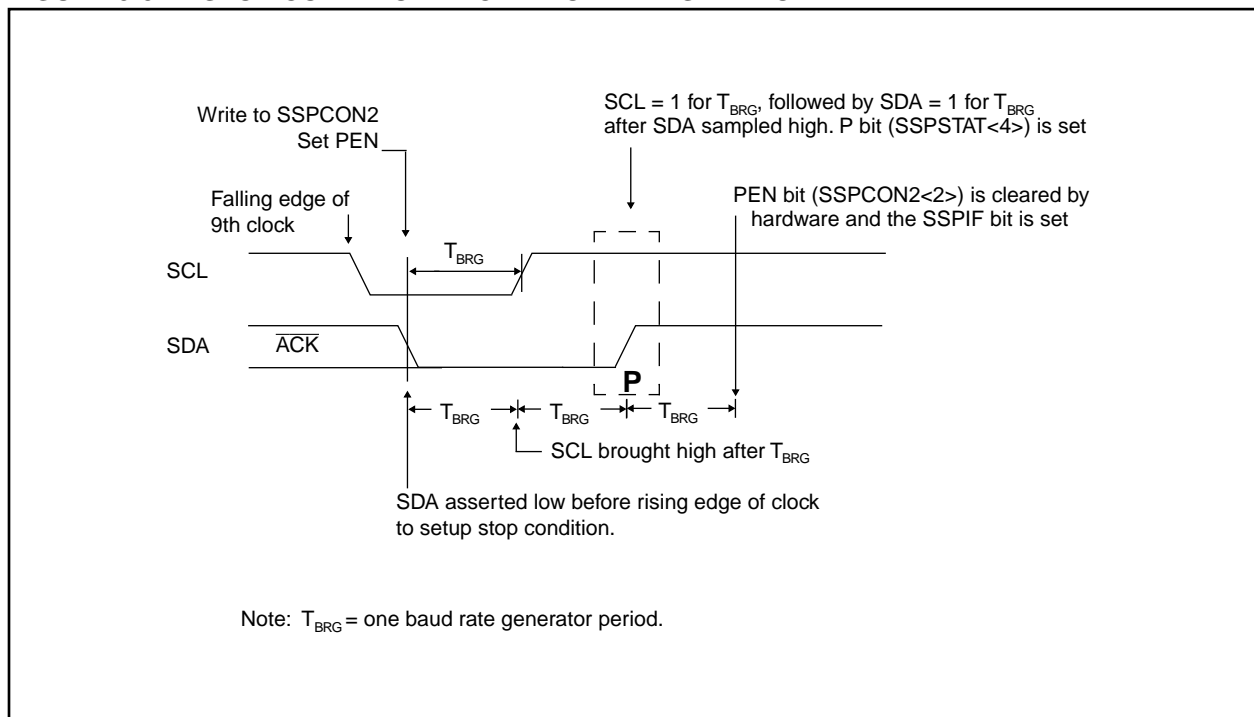 Write to SSPCON2
Set PEN
SCL = 1 for TBRG, followed by SDA = 1 for TBRG
after SDA sampled high. P bit (SSPSTAT<4>) is set
Falling edge of
9th clock
PEN bit (SSPCON2<2>) is cleared by
hardware and the SSPIF bit is set
TBRG
SCL
SDA
ACK
P
TBRG
TBRG
TBRG
SCL brought high after TBRG
SDA asserted low before rising edge of clock
to setup stop condition.
Note: TBRG = one baud rate generator period.